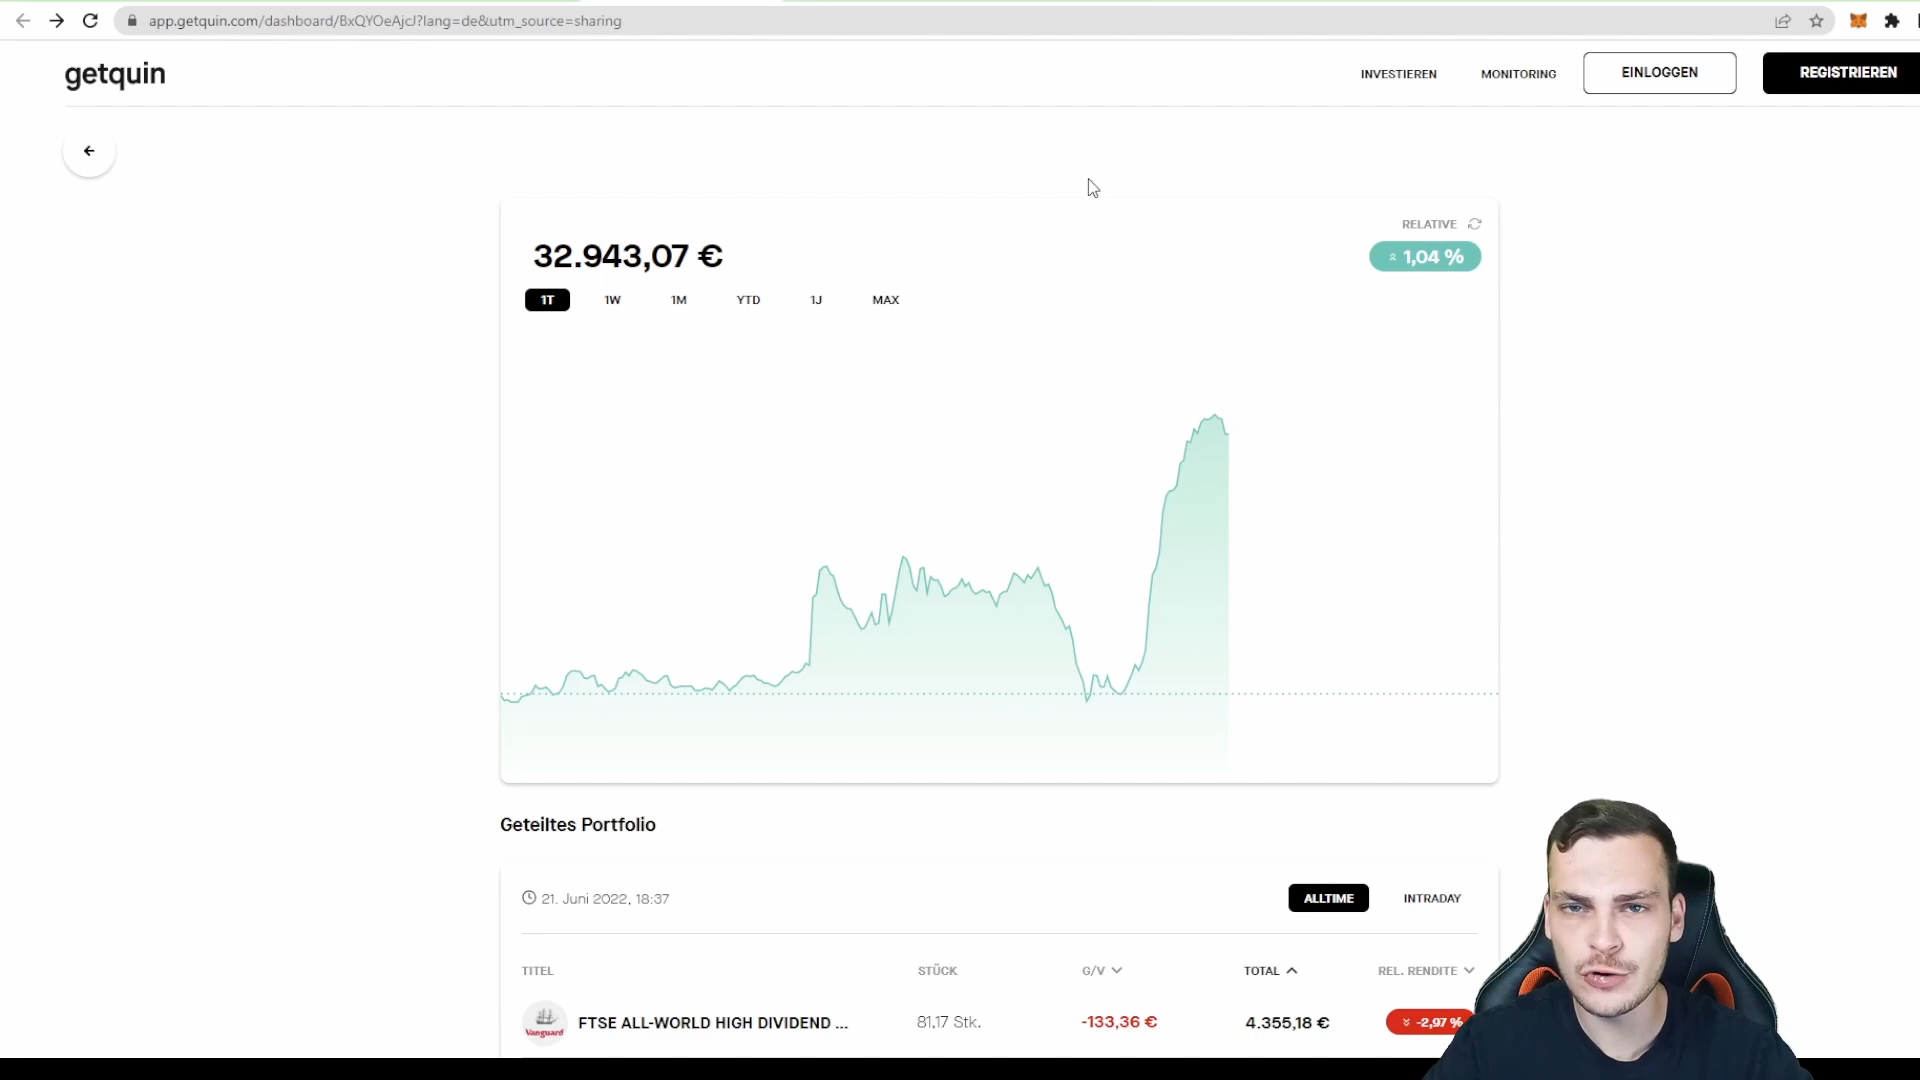 app.getquin.com/dashboard/BxQYOeAjcJ?lang=de&utm_source=sharing
getquin
INVESTIEREN
MONITORING
EINLOGGEN
REGISTRIEREN
RELATIVE
32.943,07 €
1,04 %
1T 1W 1M YTD 1J MAX
Geteiltes Portfolio
21. Juni 2022, 18:37
ALLTIME
INTRADAY
TITEL STÜCK G/V TOTAL REL. RENDITE
Vanguard
FTSE ALL-WORLD HIGH DIVIDEND ... 81,17 Stk. -133,36 € 4.355,18 € -2,97 %